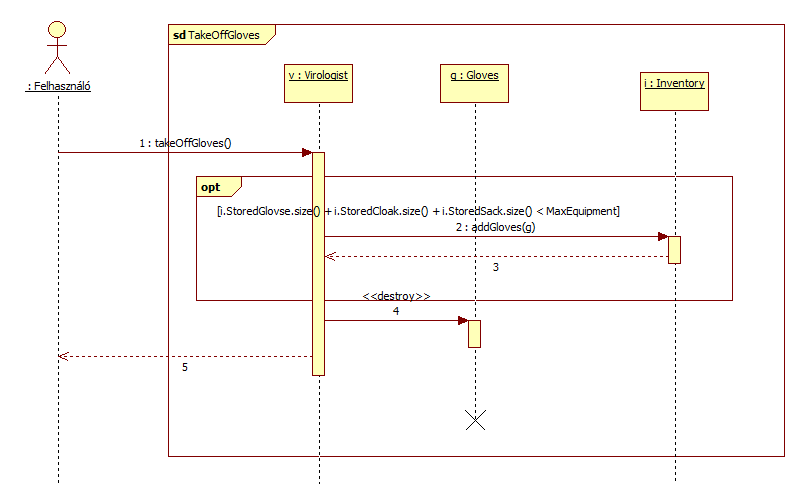 sd TakeOffGloves
: Felhasználó
v : Virologist
g : Gloves
i : Inventory
1 : takeOffGloves()
opt
[i.StoredGlovse.size() + i.StoredCloak.size() + i.StoredSack.size() < MaxEquipment]
2 : addGloves(g)
3
<<destroy>>
4
5